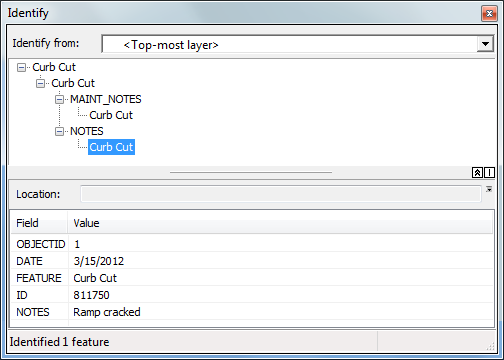 Identify
Identify from: <Top-most layer>
Curb Cut
Curb Cut
MAINT_NOTES
Curb Cut
NOTES
Curb Cut
Location:
Field Value
OBJECTID 1
DATE 3/15/2012
FEATURE Curb Cut
ID 811750
NOTES Ramp cracked
Identified 1 feature